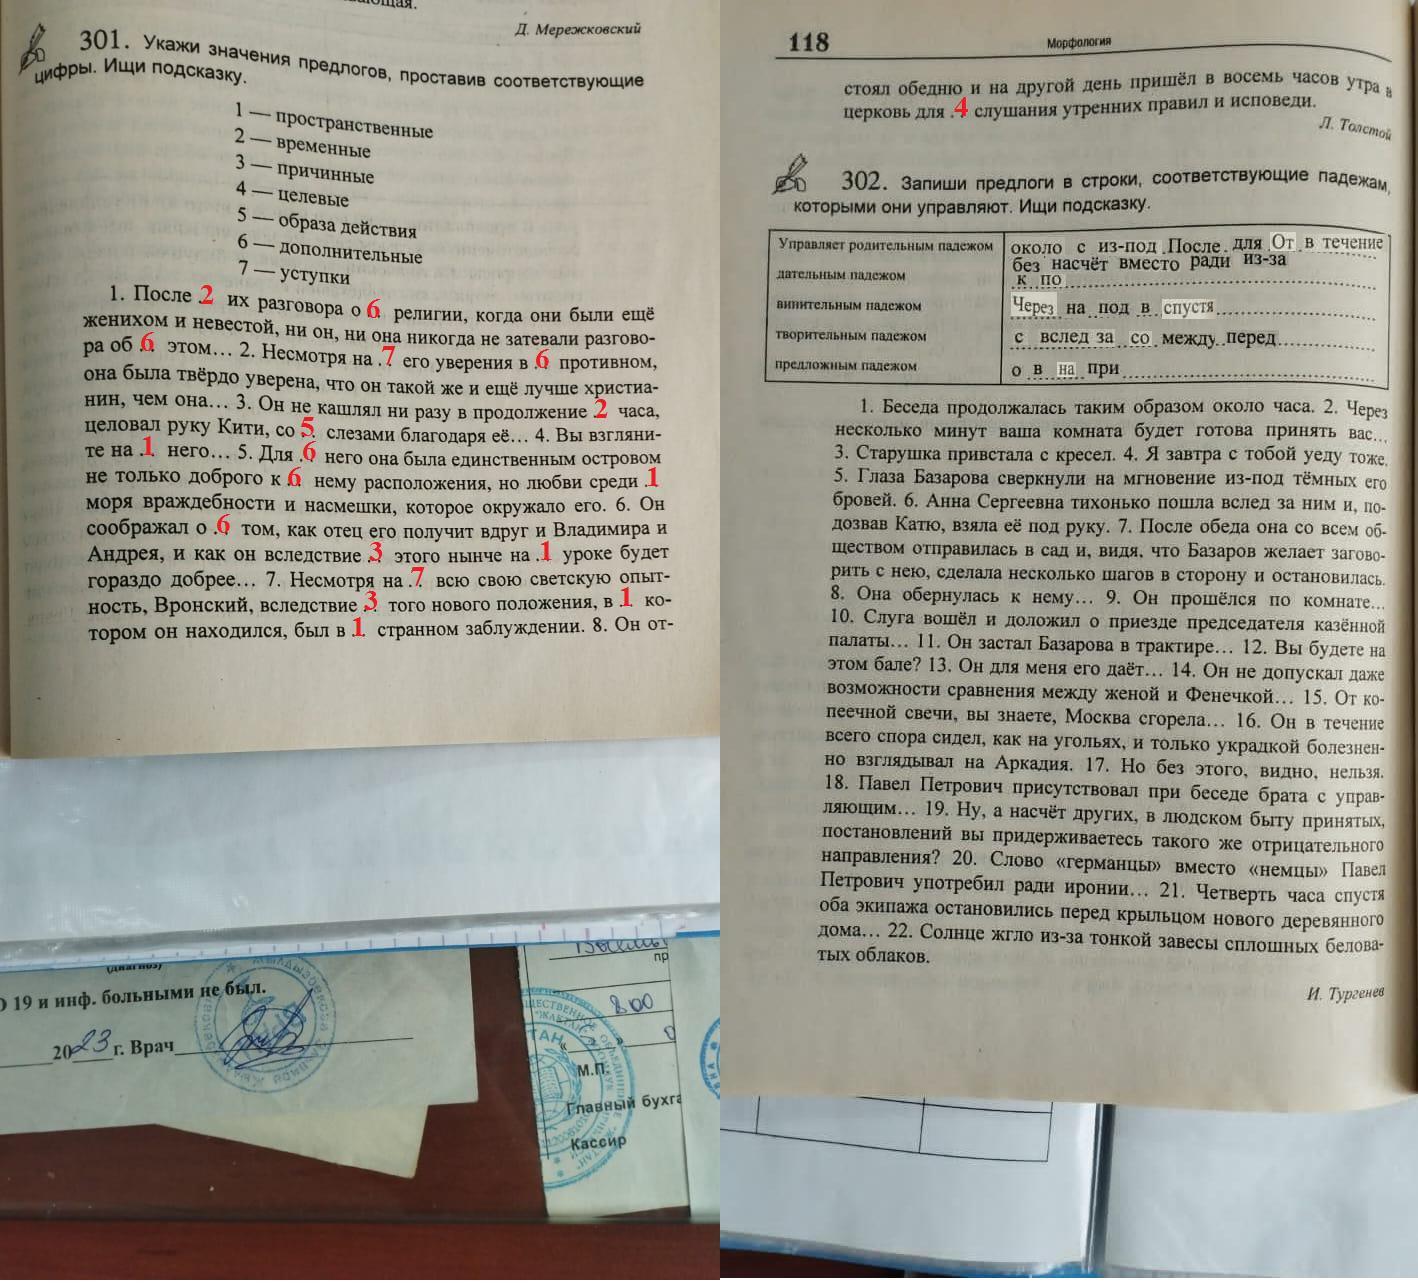 Д. Мережковский
301. Укажи значения предлогов, проставив соответствующие
цифры. Ищи подсказку.
1 — пространственные
2 — временные
3 — причинные
4 — целевые
5 — образа действия
6 — дополнительные
7 — уступки
1. После 2 их разговора о 6 религии, когда они были ещё
женихом и невестой, ни он, ни она никогда не затевали разгово-
ра об 6 этом... 2. Несмотря на 7 его уверения в 6 противном,
она была твёрдо уверена, что он такой же и ещё лучше христиа-
нин, чем она... 3. Он не кашлял ни разу в продолжение 2 часа,
целовал руку Кити, со 5 слезами благодаря её... 4. Вы взгляни-
те на 1 него... 5. Для 6 него она была единственным островом
не только доброго к 6 нему расположения, но любви среди 1
моря враждебности и насмешки, которое окружало его. 6. Он
соображал о 6 том, как отец его получит вдруг и Владимира и
Андрея, и как он вследствие 3 этого нынче на 1 уроке будет
гораздо добрее... 7. Несмотря на 7 всю свою светскую опыт-
ность, Вронский, вследствие 3 того нового положения, в 1 ко-
тором он находился, был в 1 странном заблуждении. 8. Он от-
(диагноз)
19 и инф. больными не был.
2023 г. Врач
пр
800
М.П.
Главный бухга
Кассир
118
Морфология
стоял обедню и на другой день пришёл в восемь часов утра в
церковь для 4 слушания утренних правил и исповеди.
Л. Толстой
302. Запиши предлоги в строки, соответствующие падежам,
которыми они управляют. Ищи подсказку.
Управляет родительным падежом около с из-под После для От в течение
без насчёт вместо ради из-за
дательным падежом к по
винительным падежом Через на под в спустя
творительным падежом с вслед за со между перед
предложным падежом о в на при
1. Беседа продолжалась таким образом около часа. 2. Через
несколько минут ваша комната будет готова принять вас...
3. Старушка привстала с кресел. 4. Я завтра с тобой уеду тоже.
5. Глаза Базарова сверкнули на мгновение из-под тёмных его
бровей. 6. Анна Сергеевна тихонько пошла вслед за ним и, по-
дозвав Катю, взяла её под руку. 7. После обеда она со всем об-
ществом отправилась в сад и, видя, что Базаров желает загово-
рить с нею, сделала несколько шагов в сторону и остановилась.
8. Она обернулась к нему... 9. Он прошёлся по комнате...
10. Слуга вошёл и доложил о приезде председателя казённой
палаты... 11. Он застал Базарова в трактире... 12. Вы будете на
этом бале? 13. Он для меня его даёт... 14. Он не допускал даже
возможности сравнения между женой и Фенечкой... 15. От ко-
пеечной свечи, вы знаете, Москва сгорела... 16. Он в течение
всего спора сидел, как на угольях, и только украдкой болезнен-
но взглядывал на Аркадия. 17. Но без этого, видно, нельзя.
18. Павел Петрович присутствовал при беседе брата с управ-
ляющим... 19. Ну, а насчёт других, в людском быту принятых,
постановлений вы придерживаетесь такого же отрицательного
направления? 20. Слово «германцы» вместо «немцы» Павел
Петрович употребил ради иронии... 21. Четверть часа спустя
оба экипажа остановились перед крыльцом нового деревянного
дома... 22. Солнце жгло из-за тонкой завесы сплошных белова-
тых облаков.
И. Тургенев